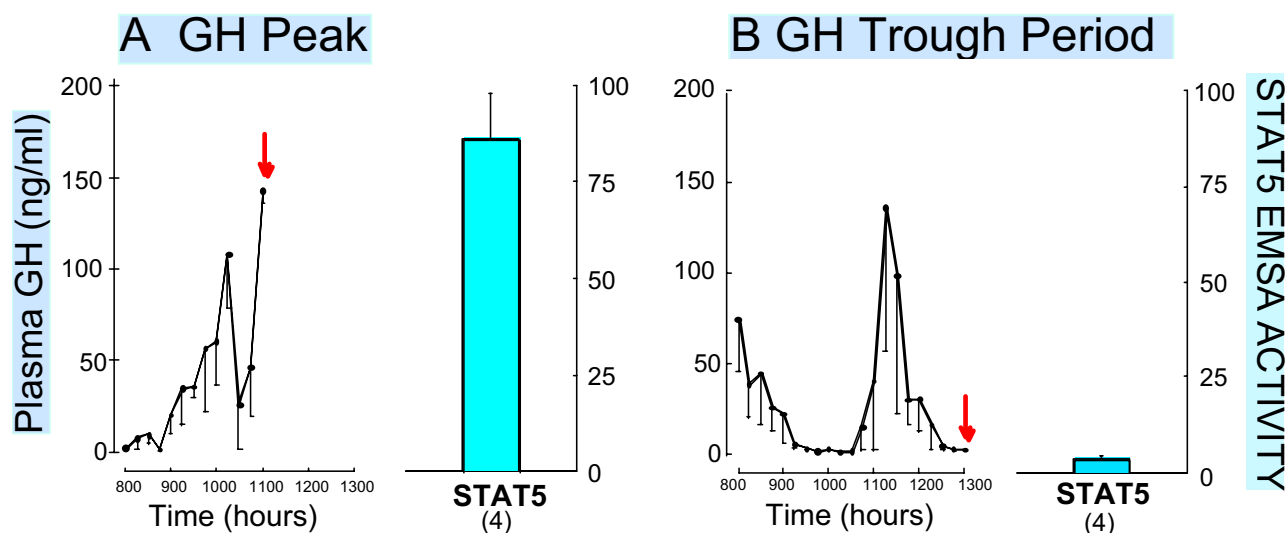 A GH Peak
B GH Trough Period
Plasma GH (ng/ml)
200
150
100
50
0
800 900 1000 1100 1200 1300
Time (hours)
100
75
50
25
0
STAT5
(4)
200
150
100
50
0
800 900 1000 1100 1200 1300
Time (hours)
100
75
50
25
0
STAT5
(4)
STAT5 EMSA ACTIVITY